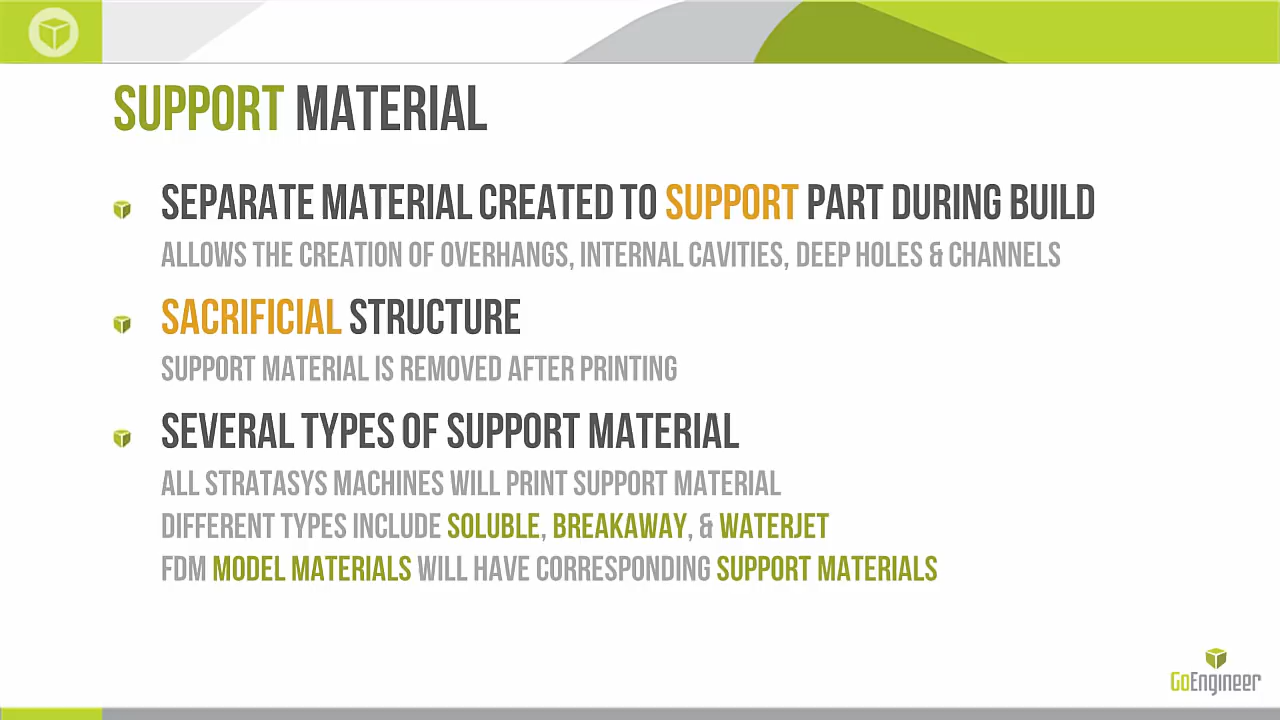 SUPPORT MATERIAL
SEPARATE MATERIAL CREATED TO SUPPORT PART DURING BUILD
ALLOWS THE CREATION OF OVERHANGS, INTERNAL CAVITIES, DEEP HOLES & CHANNELS
SACRIFICIAL STRUCTURE
SUPPORT MATERIAL IS REMOVED AFTER PRINTING
SEVERAL TYPES OF SUPPORT MATERIAL
ALL STRATASYS MACHINES WILL PRINT SUPPORT MATERIAL
DIFFERENT TYPES INCLUDE SOLUBLE, BREAKAWAY, & WATERJET
FDM MODEL MATERIALS WILL HAVE CORRESPONDING SUPPORT MATERIALS
GoEngineer